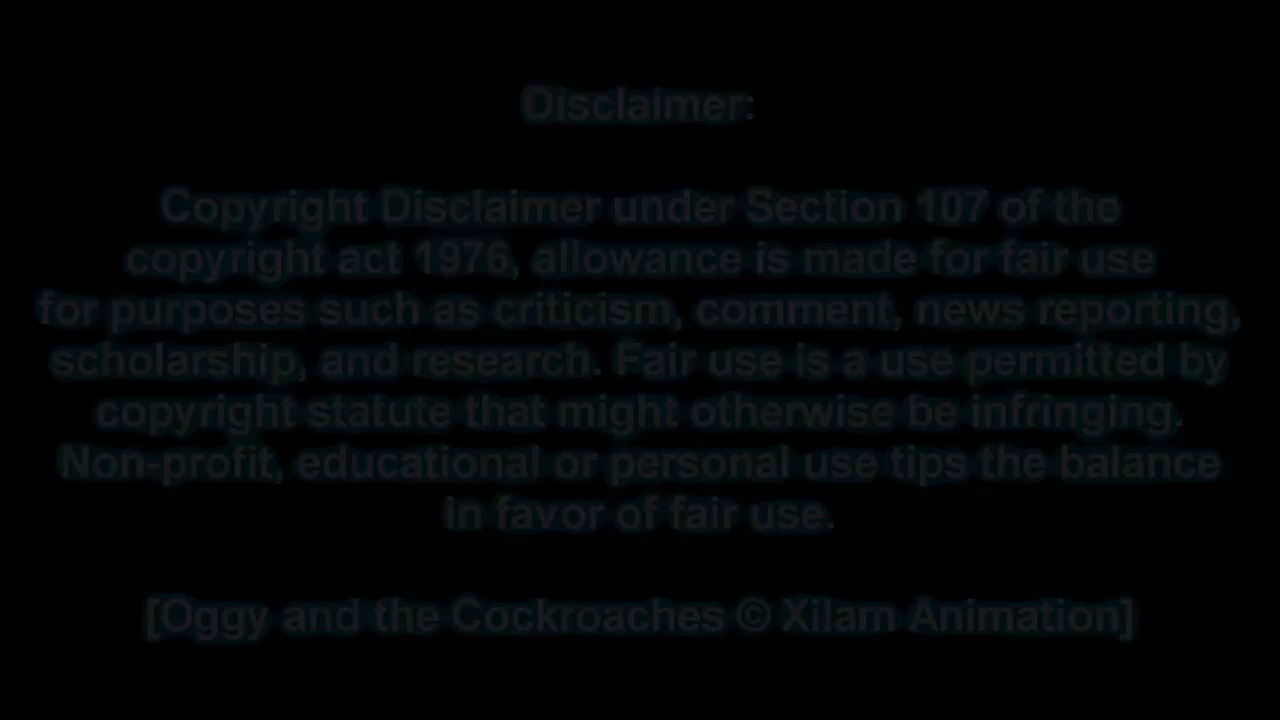 Disclaimer:
Copyright Disclaimer under Section 107 of the
copyright act 1976, allowance is made for fair use
for purposes such as criticism, comment, news reporting,
scholarship, and research. Fair use is a use permitted by
copyright statute that might otherwise be infringing.
Non-profit, educational or personal use tips the balance
in favor of fair use.
[Oggy and the Cockroaches © Xilam Animation]